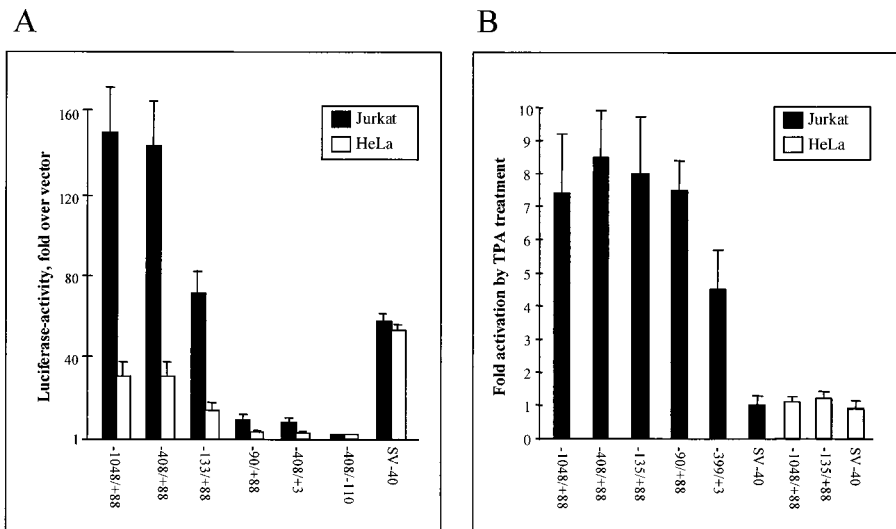 A
Luciferase-activity, fold over vector
160
120
80
40
1
Jurkat
HeLa
-1048/+88
-408/+88
-133/+88
-90/+88
-408/+3
-408/-110
SV-40
B
Fold activation by TPA treatment
10
9
8
7
6
5
4
3
2
1
0
Jurkat
HeLa
-1048/+88
-408/+88
-135/+88
-90/+88
-399/+3
SV-40
-1048/+88
-135/+88
SV-40